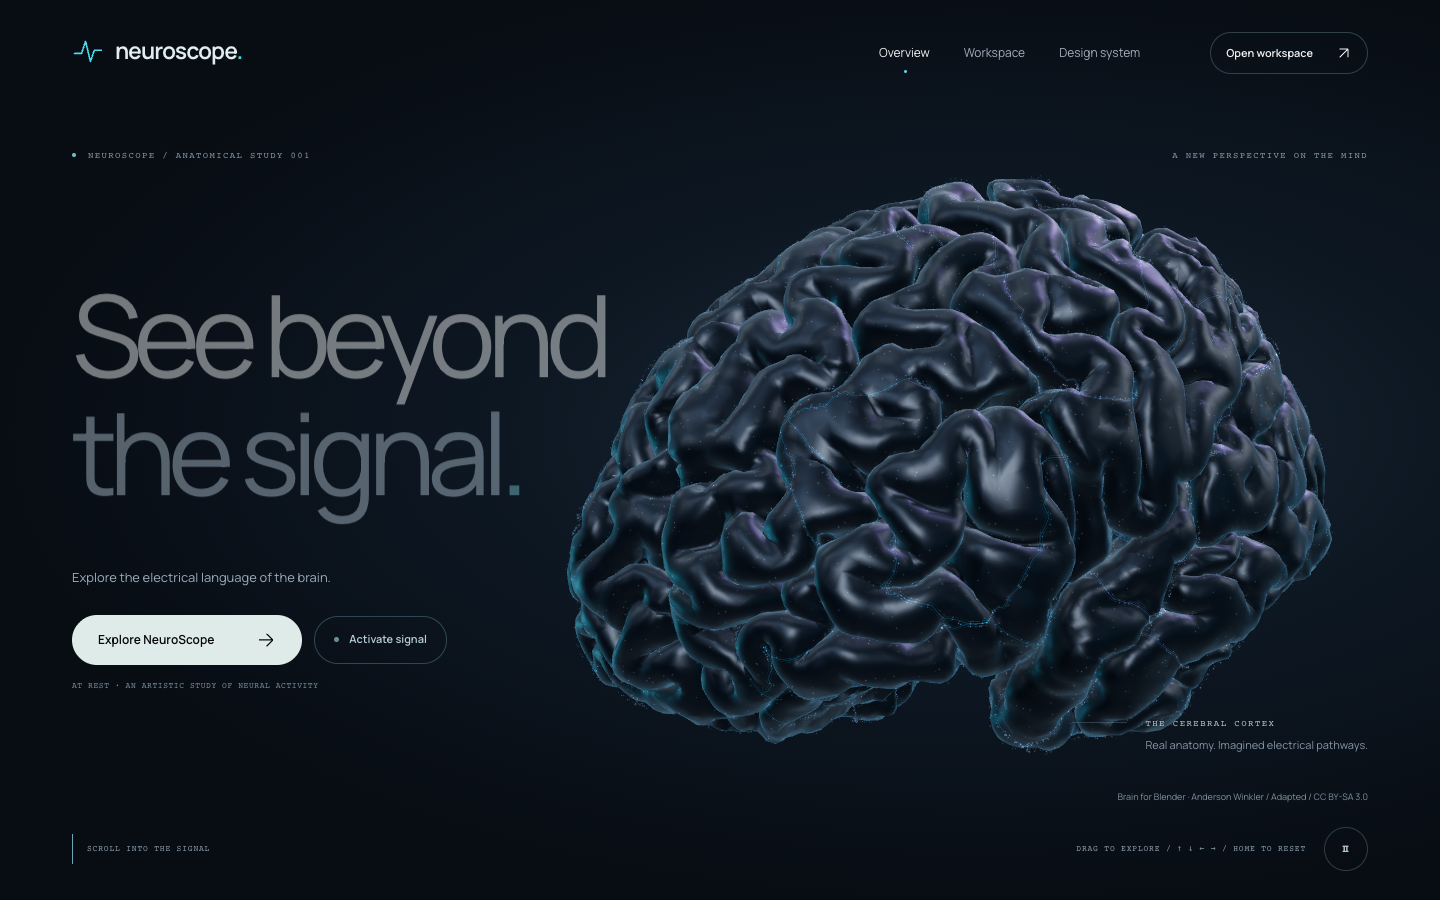 neuroscope.
Overview
Workspace
Design system
Open workspace
NEUROSCOPE / ANATOMICAL STUDY 001
A NEW PERSPECTIVE ON THE MIND
See beyond
the signal.
Explore the electrical language of the brain.
Explore NeuroScope
Activate signal
AT REST · AN ARTISTIC STUDY OF NEURAL ACTIVITY
THE CEREBRAL CORTEX
Real anatomy. Imagined electrical pathways.
Brain for Blender · Anderson Winkler / Adapted / CC BY-SA 3.0
SCROLL INTO THE SIGNAL
DRAG TO EXPLORE / ↑ ↓ ← → / HOME TO RESET